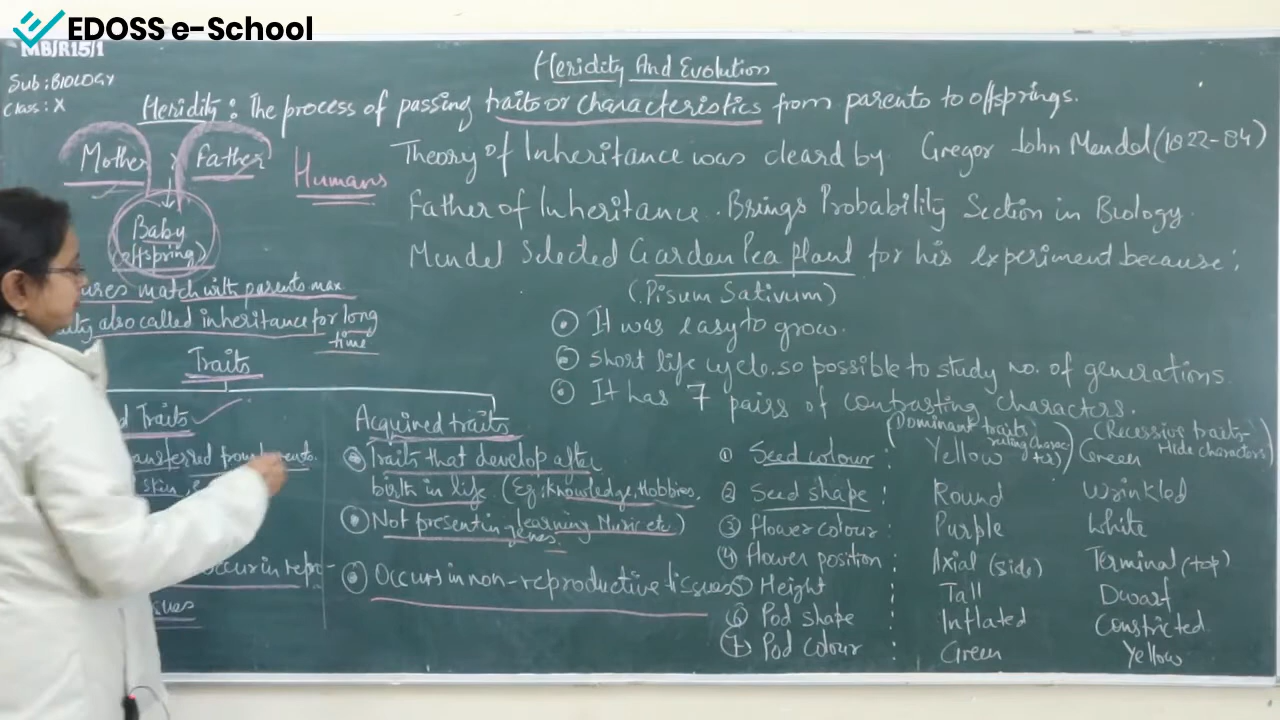 EDOSS e-School
MB/R15/1
Sub: BIOLOGY
Class: X
Heridity And Evolution
Heridity: The process of passing traits or characteristics from parents to offsprings.
Mother × Father
Baby
(offspring)
Humans
match with parents max
also called inheritance for long
time
Traits
Traits
from
skin,
occur in repro-
Acquired traits
Traits that develop after
birth in life. (Eg; Knowledge, Hobbies,
learning Music etc.)
Not present in genes.
Occurs in non-reproductive tissues
Theory of Inheritance was cleard by Gregor John Mendel (1822-84)
Father of Inheritance. Brings Probability Section in Biology.
Mendel Selected Garden Pea plant for his experiment because;
(Pisum Sativum)
It was easy to grow.
Short life cycle. so possible to study no. of generations.
It has 7 pairs of contrasting characters.
(Dominant traits (Recessive traits-
ruling Charac- Hide characters)
ters)
1 Seed colour : Yellow Green
2 Seed shape : Round Wrinkled
3 flower colour : Purple White
(4) flower position : Axial (side) Terminal (top)
5 Height : Tall Dwarf
6 Pod shape : Inflated Constricted
7 Pod colour : Green Yellow